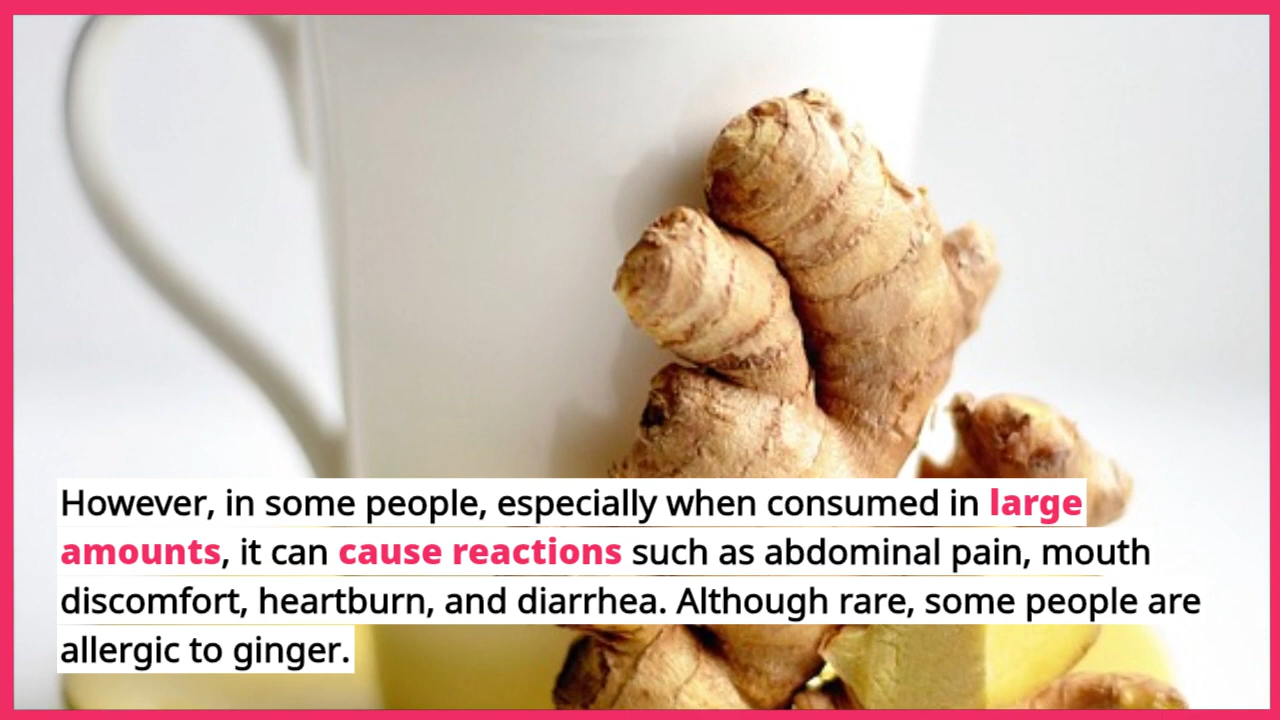 However, in some people, especially when consumed in large
amounts, it can cause reactions such as abdominal pain, mouth
discomfort, heartburn, and diarrhea. Although rare, some people are
allergic to ginger.